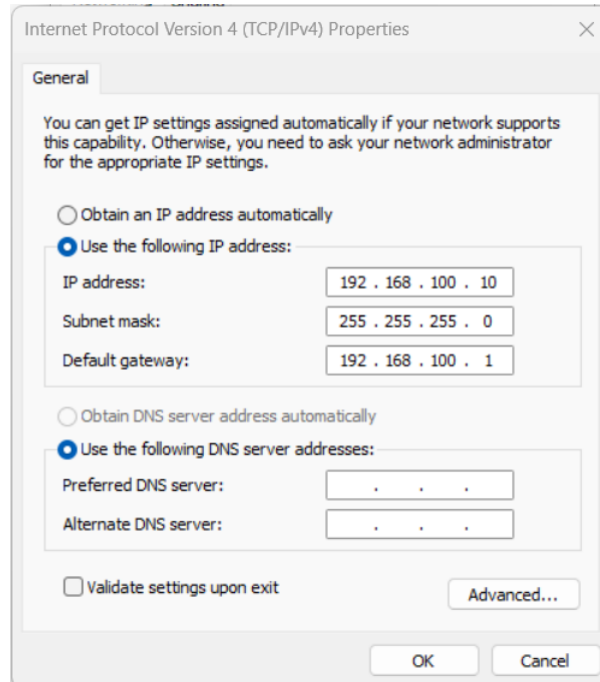 Internet Protocol Version 4 (TCP/IPv4) Properties
General
You can get IP settings assigned automatically if your network supports
this capability. Otherwise, you need to ask your network administrator
for the appropriate IP settings.
Obtain an IP address automatically
Use the following IP address:
IP address: 192 . 168 . 100 . 10
Subnet mask: 255 . 255 . 255 . 0
Default gateway: 192 . 168 . 100 . 1
Obtain DNS server address automatically
Use the following DNS server addresses:
Preferred DNS server: . . .
Alternate DNS server: . . .
Validate settings upon exit
Advanced...
OK Cancel